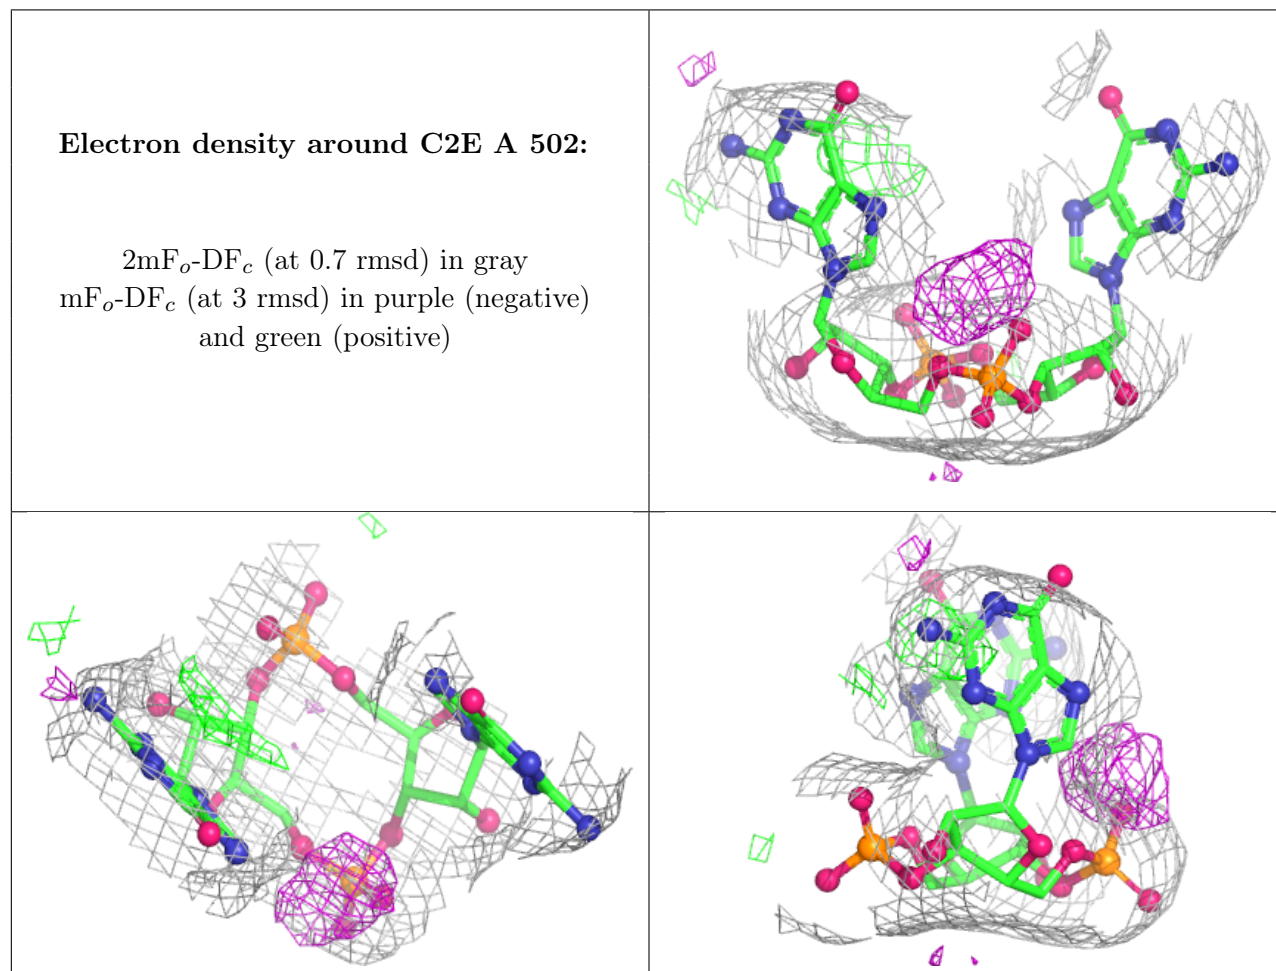 Electron density around C2E A 502:
2mFo-DFc (at 0.7 rmsd) in gray
mFo-DFc (at 3 rmsd) in purple (negative)
and green (positive)